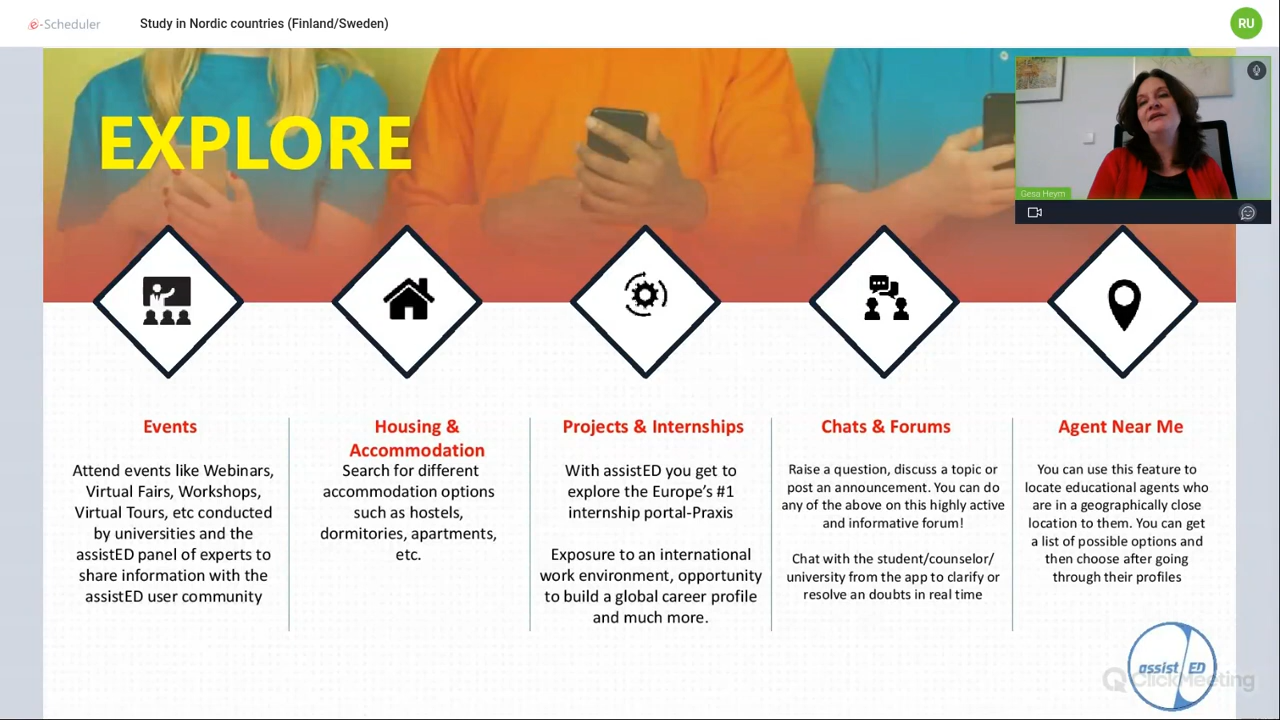 e-Scheduler
Study in Nordic countries (Finland/Sweden)
RU
EXPLORE
Gesa Heym
Events
Attend events like Webinars,
Virtual Fairs, Workshops,
Virtual Tours, etc conducted
by universities and the
assistED panel of experts to
share information with the
assistED user community
Housing &
Accommodation
Search for different
accommodation options
such as hostels,
dormitories, apartments,
etc.
Projects & Internships
With assistED you get to
explore the Europe's #1
internship portal-Praxis
Exposure to an international
work environment, opportunity
to build a global career profile
and much more.
Chats & Forums
Raise a question, discuss a topic or
post an announcement. You can do
any of the above on this highly active
and informative forum!
Chat with the student/counselor/
university from the app to clarify or
resolve an doubts in real time
Agent Near Me
You can use this feature to
locate educational agents who
are in a geographically close
location to them. You can get
a list of possible options and
then choose after going
through their profiles
assist ED
ClickMeeting